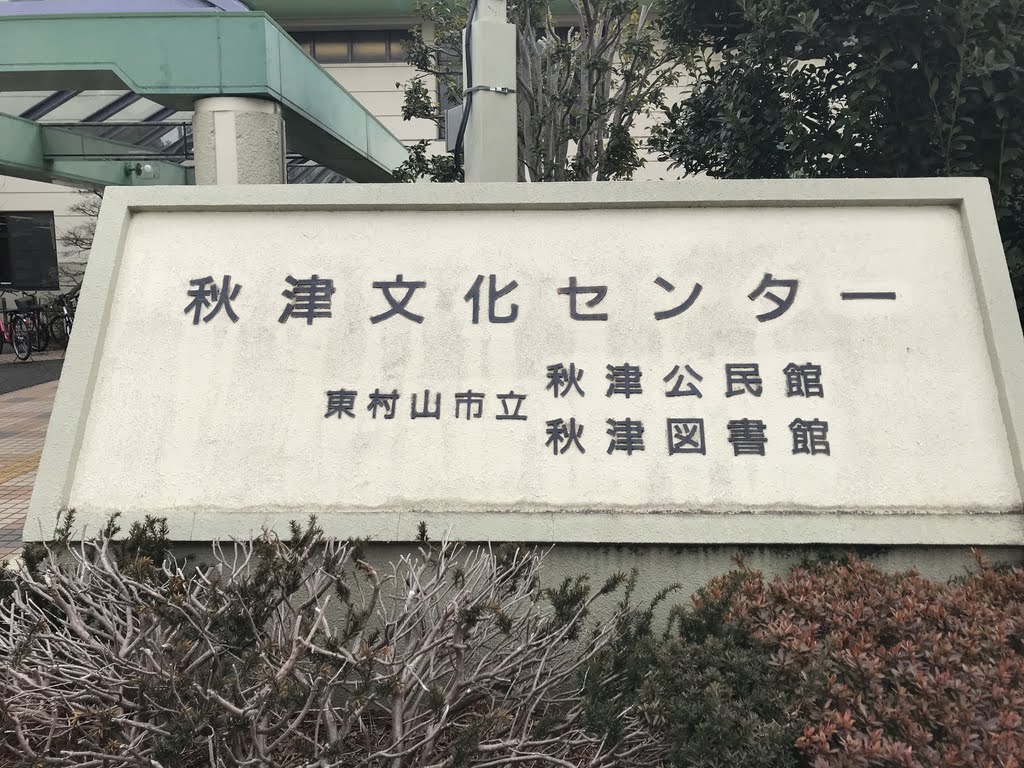 秋津文化センター
東村山市立
秋津公民館
秋津図書館